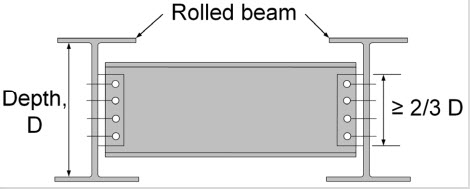 Rolled beam
Depth,
D
≥ 2/3 D